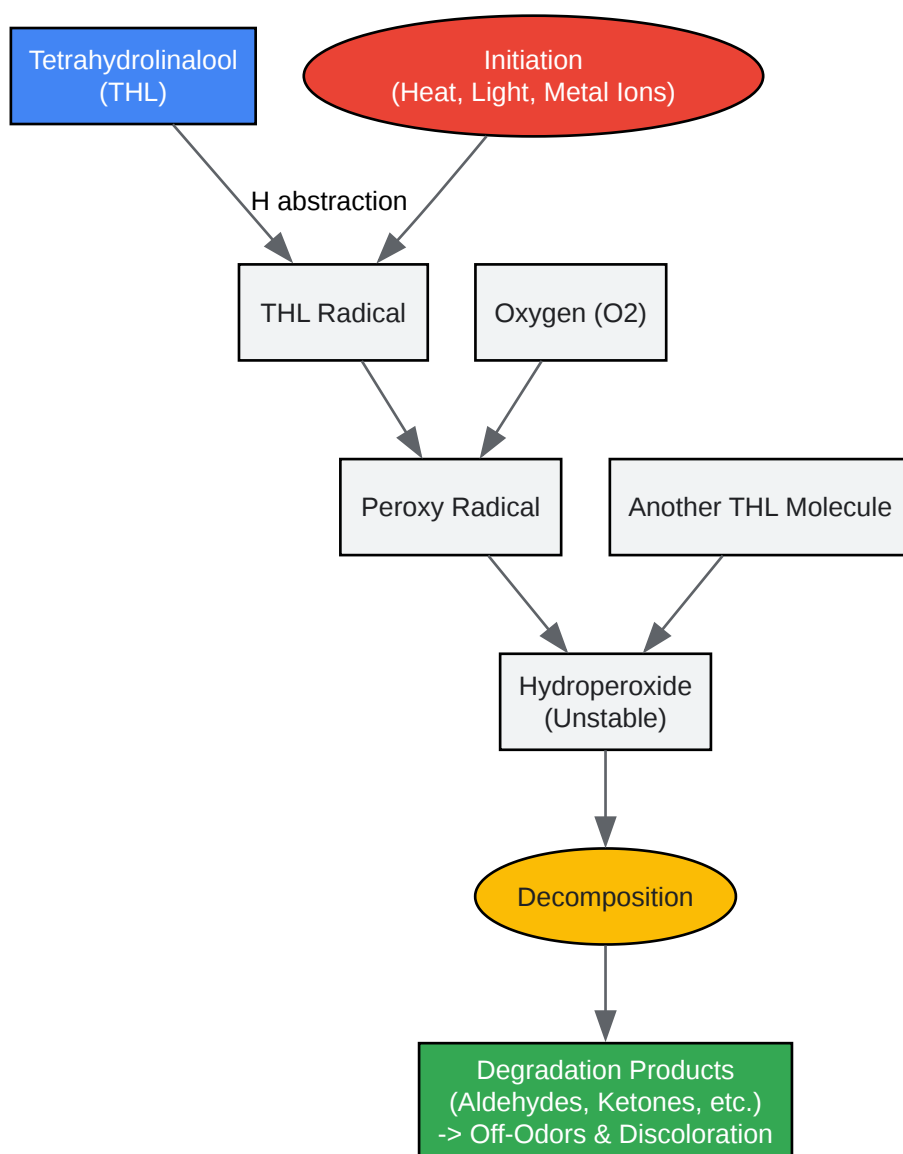 Tetrahydrolinalool
(THL)
Initiation
(Heat, Light, Metal Ions)
H abstraction
THL Radical
Oxygen (O2)
Peroxy Radical
Another THL Molecule
Hydroperoxide
(Unstable)
Decomposition
Degradation Products
(Aldehydes, Ketones, etc.)
-> Off-Odors & Discoloration